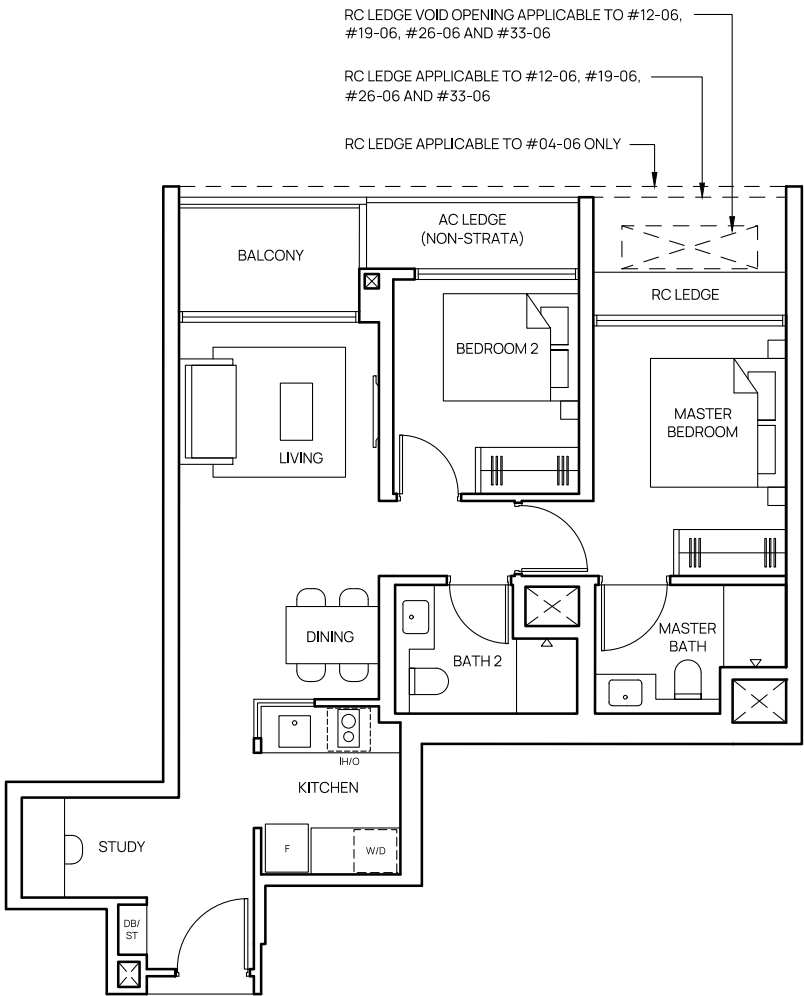 RC LEDGE VOID OPENING APPLICABLE TO #12-06,
#19-06, #26-06 AND #33-06
RC LEDGE APPLICABLE TO #12-06, #19-06,
#26-06 AND #33-06
RC LEDGE APPLICABLE TO #04-06 ONLY
AC LEDGE
(NON-STRATA)
BALCONY
RC LEDGE
BEDROOM 2
MASTER
BEDROOM
LIVING
DINING
BATH 2
MASTER
BATH
IH/O
KITCHEN
STUDY
F
W/D
DB/
ST